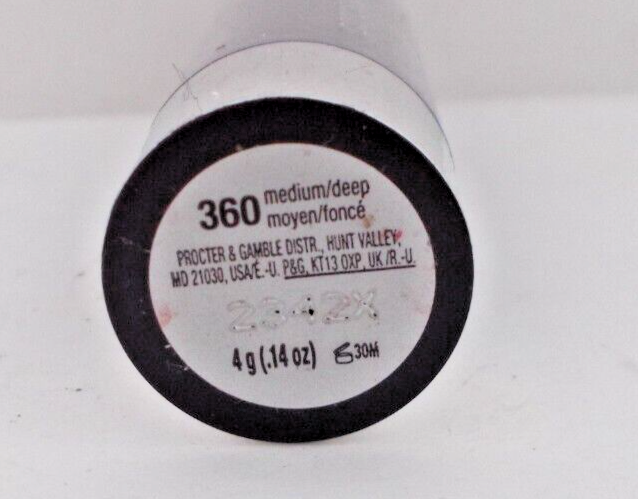 360 medium/deep
moyen/foncé
PROCTER & GAMBLE DISTR., HUNT VALLEY,
MD 21030, USA/É.-U. P&G, KT13 0XP, UK /R.-U.
2342X
4 g (.14 oz) 30M